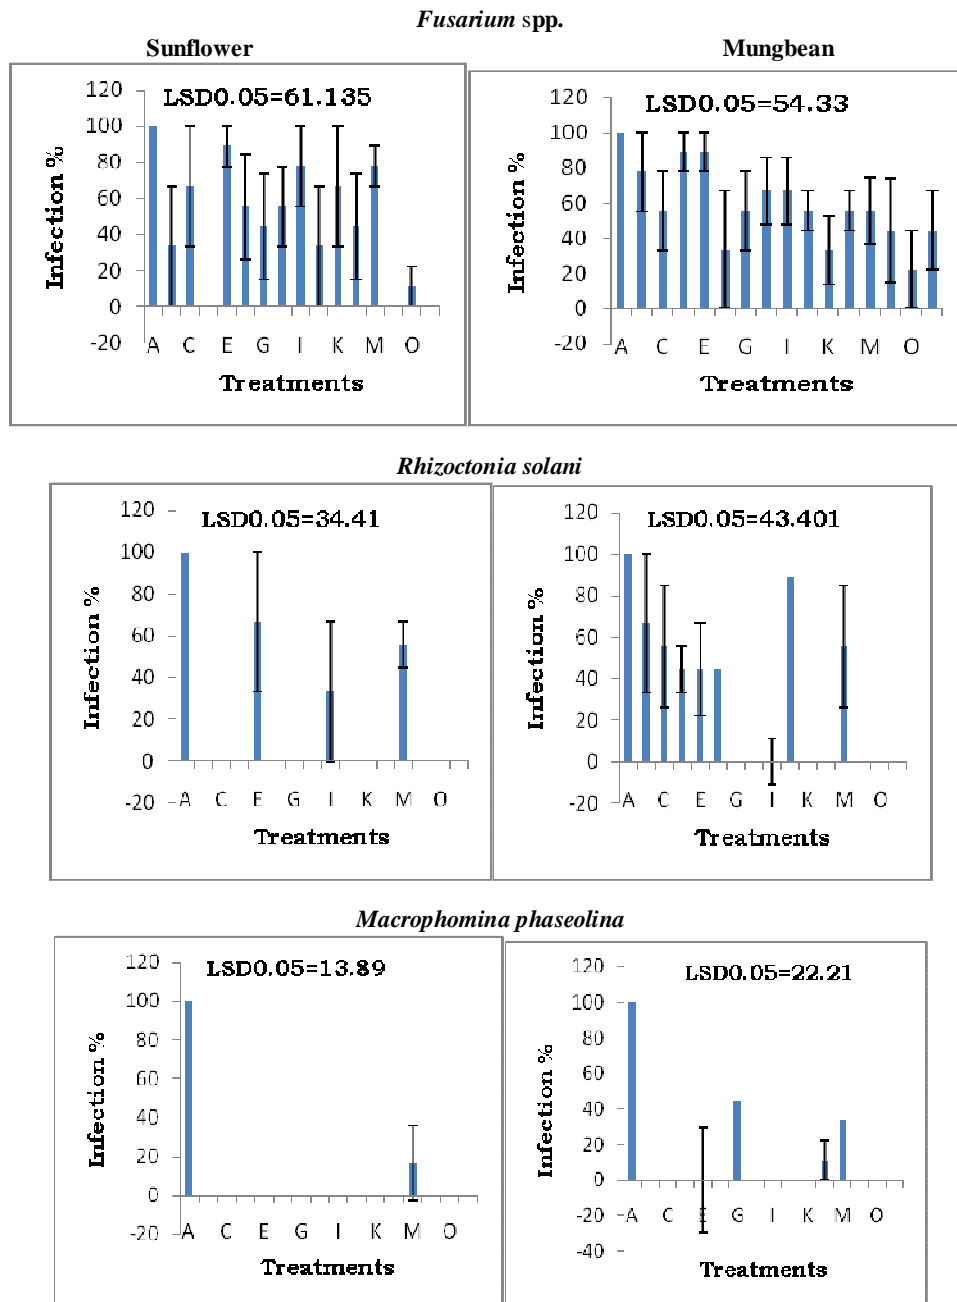 Fusarium spp.
Sunflower Mungbean
LSD0.05=61.135
120
100
80
60
40
20
0
-20
Infection %
A C E G I K M O
Treatments
LSD0.05=54.33
120
100
80
60
40
20
0
-20
Infection %
A C E G I K M O
Treatments
Rhizoctonia solani
LSD0.05=34.41
120
100
80
60
40
20
0
-20
Infection %
A C E G I K M O
Treatments
LSD0.05=43.401
120
100
80
60
40
20
0
-20
Infection %
A C E G I K M O
Treatments
Macrophomina phaseolina
LSD0.05=13.89
120
100
80
60
40
20
0
-20
Infection %
A C E G I K M O
Treatments
LSD0.05=22.21
120
100
80
60
40
20
0
-20
-40
Infection %
A C E G I K M O
Treatments